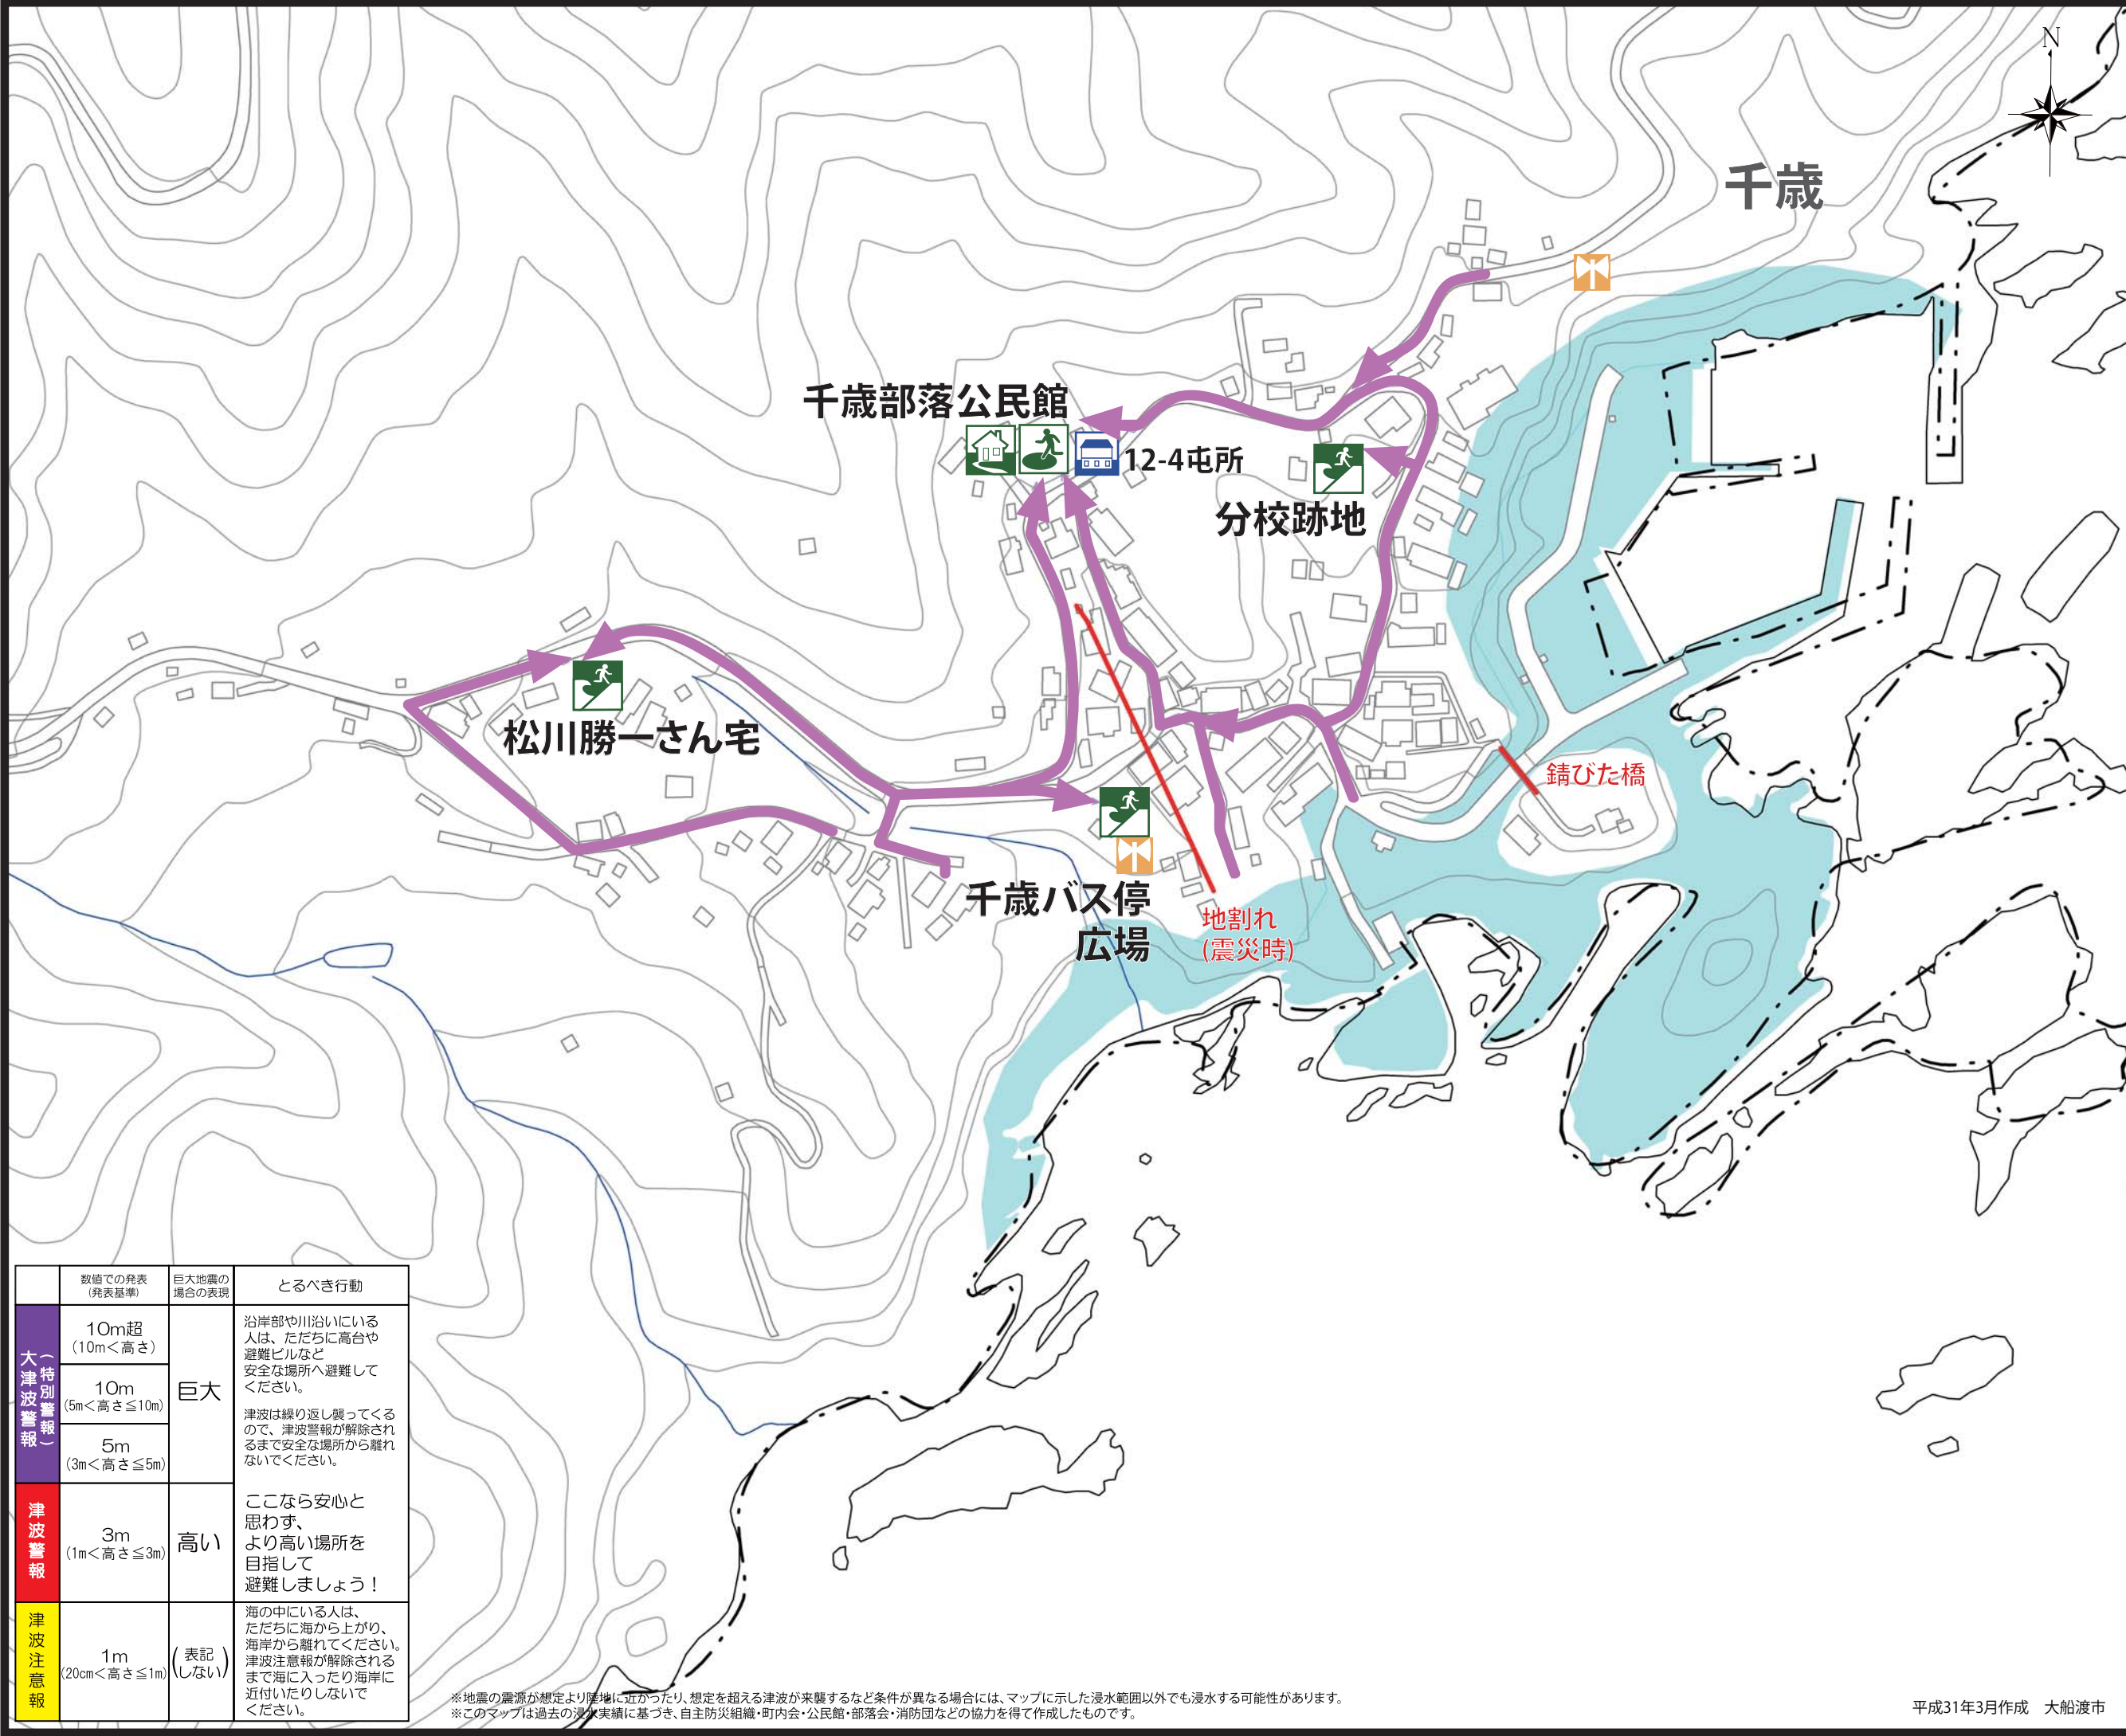 N
千歳
千歳部落公民館
12-4屯所
分校跡地
松川勝一さん宅
錆びた橋
千歳バス停
広場
地割れ
(震災時)
数値での発表
(発表基準)
巨大地震の
場合の表現
とるべき行動
大津波警報
(特別警報)
10m超
(10m<高さ)
10m
(5m<高さ≦10m)
5m
(3m<高さ≦5m)
巨大
沿岸部や川沿いにいる
人は、ただちに高台や
避難ビルなど
安全な場所へ避難して
ください。
津波は繰り返し襲ってくる
ので、津波警報が解除され
るまで安全な場所から離れ
ないでください。
津波警報
3m
(1m<高さ≦3m)
高い
ここなら安心と
思わず、
より高い場所を
目指して
避難しましょう!
津波注意報
1m
(20cm<高さ≦1m)
(表記
しない)
海の中にいる人は、
ただちに海から上がり、
海岸から離れてください。
津波注意報が解除される
まで海に入ったり海岸に
近付いたりしないで
ください。
※地震の震源が想定より陸地に近かったり、想定を超える津波が来襲するなど条件が異なる場合には、マップに示した浸水範囲以外でも浸水する可能性があります。
※このマップは過去の浸水実績に基づき、自主防災組織・町内会・公民館・部落会・消防団などの協力を得て作成したものです。
平成31年3月作成 大船渡市